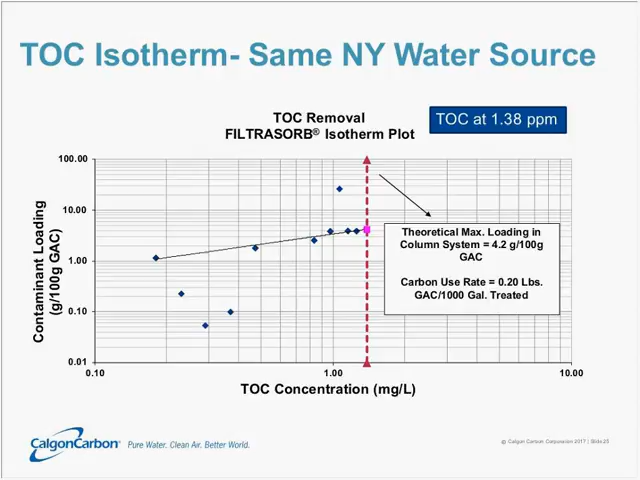 TOC Isotherm- Same NY Water Source
TOC Removal
FILTRASORB® Isotherm Plot
TOC at 1.38 ppm
Contaminant Loading
(g/100g GAC)
100.00
10.00
1.00
0.10
0.01
Theoretical Max. Loading in
Column System = 4.2 g/100g
GAC
Carbon Use Rate = 0.20 Lbs.
GAC/1000 Gal. Treated
0.10
1.00
10.00
TOC Concentration (mg/L)
CalgonCarbon
Pure Water. Clean Air. Better World.
© Calgon Carbon Corporation 2017 | Slide 25